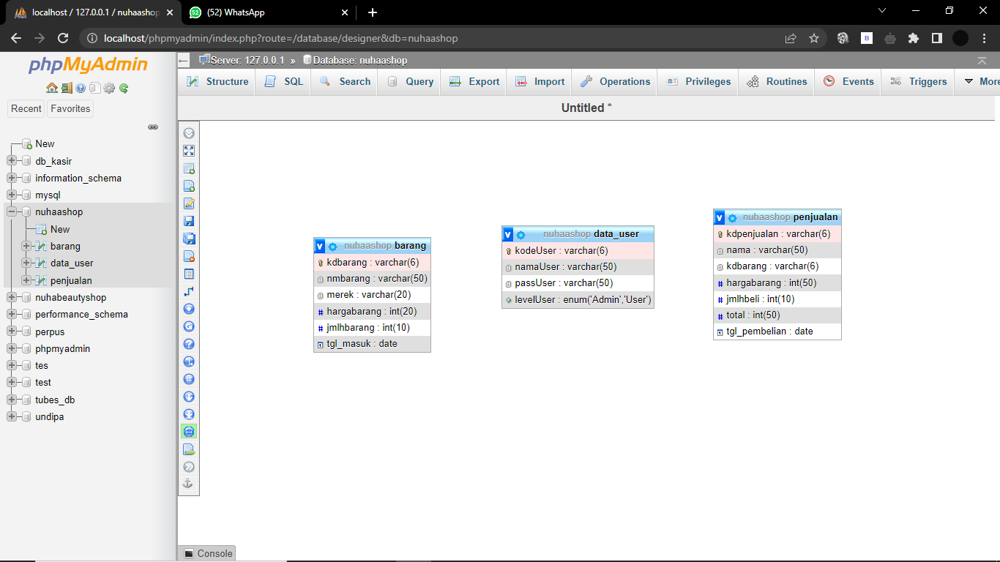 localhost / 127.0.0.1 / nuhaashop
(52) WhatsApp
localhost/phpmyadmin/index.php?route=/database/designer&db=nuhaashop
phpMyAdmin
Server: 127.0.0.1 » Database: nuhaashop
Structure SQL Search Query Export Import Operations Privileges Routines Events Triggers More
Recent Favorites
Untitled *
New
db_kasir
information_schema
mysql
nuhaashop
New
barang
data_user
penjualan
nuhabeautyshop
performance_schema
perpus
phpmyadmin
tes
test
tubes_db
undipa
nuhaashop barang
kdbarang : varchar(6)
nmbarang : varchar(50)
merek : varchar(20)
hargabarang : int(20)
jmlhbarang : int(10)
tgl_masuk : date
nuhaashop data_user
kodeUser : varchar(6)
namaUser : varchar(50)
passUser : varchar(50)
levelUser : enum('Admin','User')
nuhaashop penjualan
kdpenjualan : varchar(6)
nama : varchar(50)
kdbarang : varchar(6)
hargabarang : int(50)
jmlhbeli : int(10)
total : int(50)
tgl_pembelian : date
Console